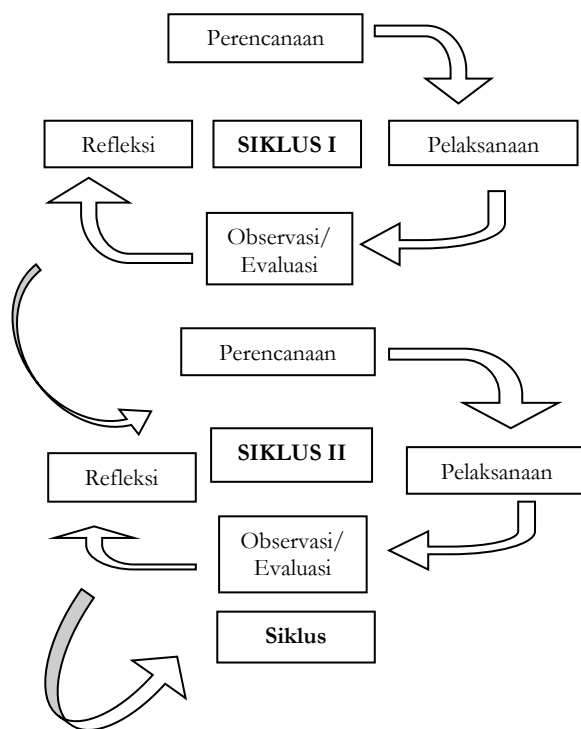 Perencanaan
Refleksi
SIKLUS I
Pelaksanaan
Observasi/
Evaluasi
Perencanaan
SIKLUS II
Refleksi
Pelaksanaan
Observasi/
Evaluasi
Siklus